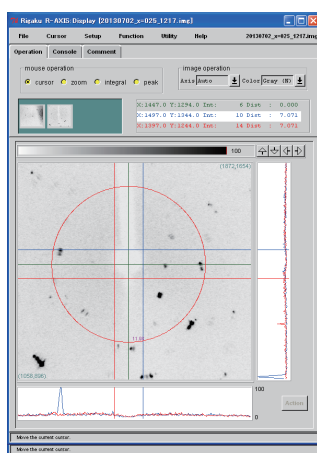 Rigaku R-AXIS Display [20130702_x=025_1217.img]
File Cursor Setup Function Utility Help 20130702_x=025_1217.img
Operation Console Comment
mouse operation
cursor zoom integral peak
image operation
Axis Auto Color Gray (N)
X:1447.0 Y:1294.0 Int: 6 Dist : 0.000
X:1497.0 Y:1344.0 Int: 10 Dist : 7.071
X:1397.0 Y:1244.0 Int: 14 Dist : 7.071
100
(1872,1654)
11.88
(1058,896)
100
0
Action
Move the current cursor.
Move the current cursor.